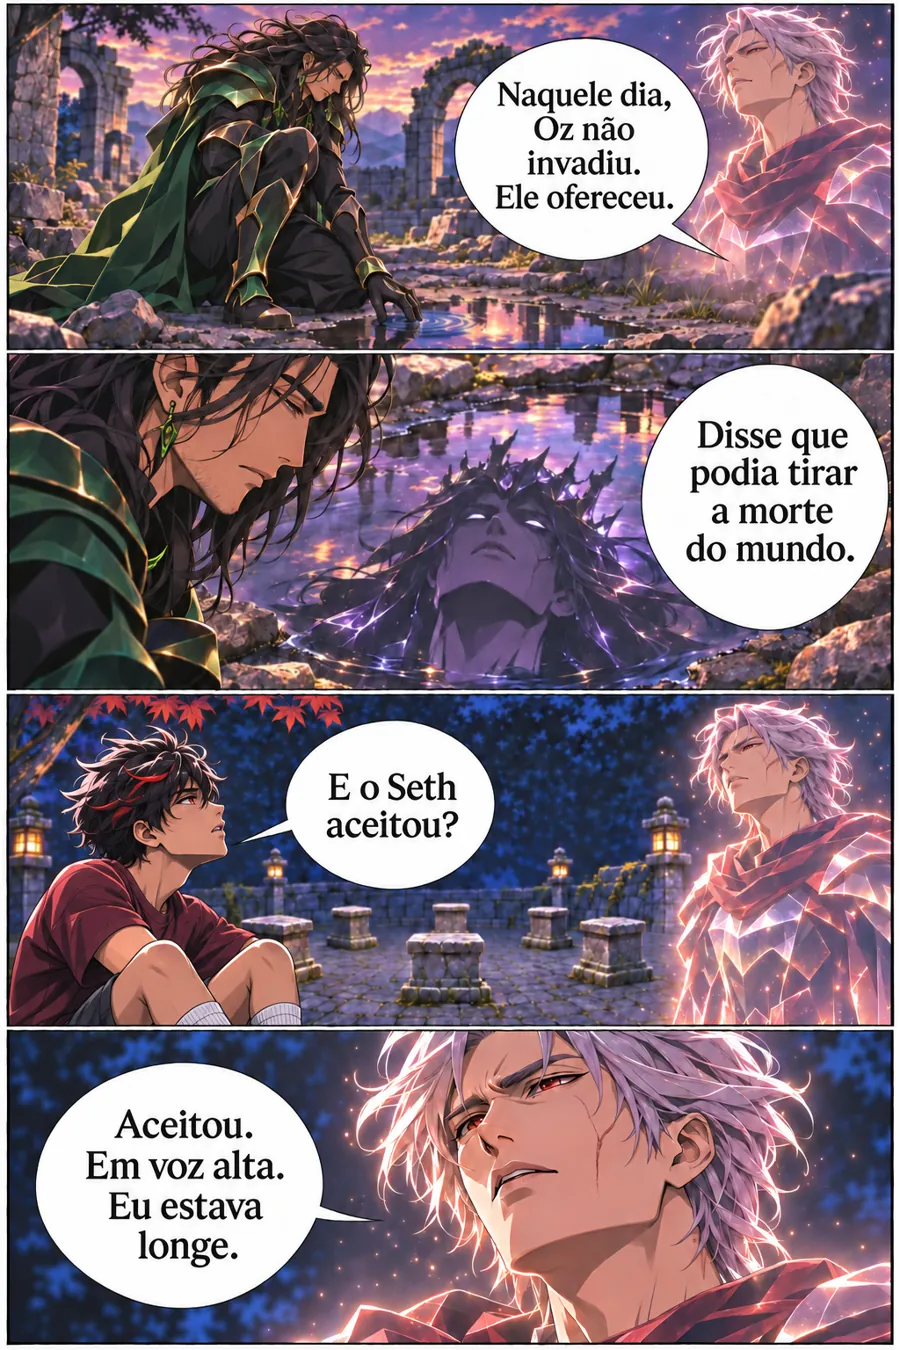 Naquele dia,
Oz não
invadiu.
Ele ofereceu.
Disse que
podia tirar
a morte
do mundo.
E o Seth
aceitou?
Aceitou.
Em voz alta.
Eu estava
longe.